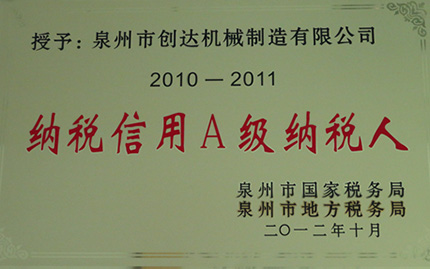 授予：泉州市创达机械制造有限公司
2010－2011
纳税信用A级纳税人
泉州市国家税务局
泉州市地方税务局
二〇一二年十月